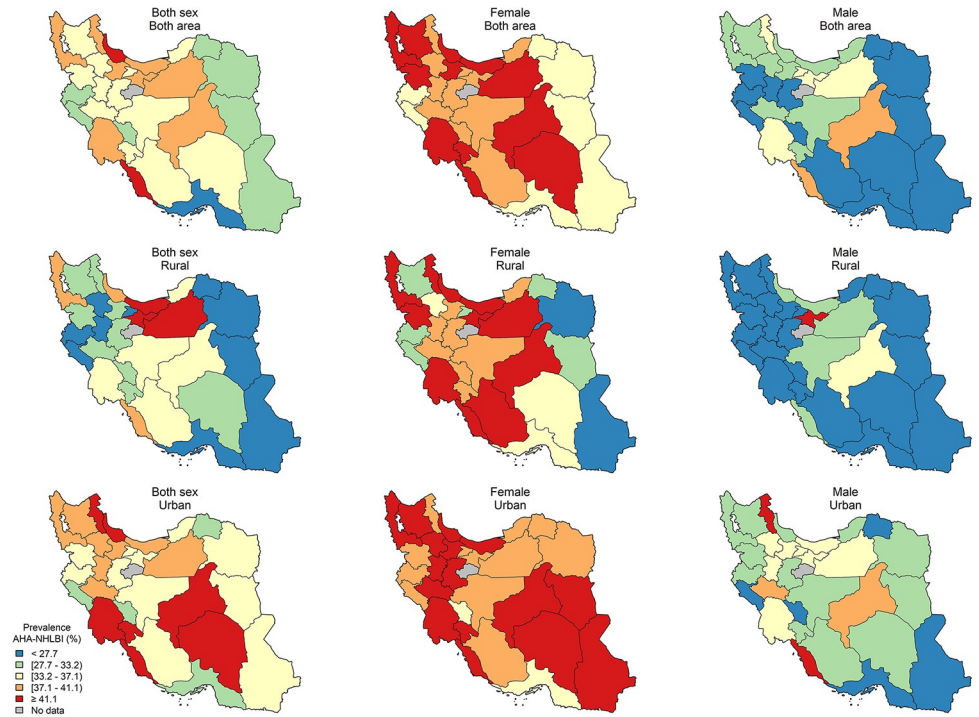 Both sex
Both area
Female
Both area
Male
Both area
Both sex
Rural
Female
Rural
Male
Rural
Both sex
Urban
Female
Urban
Male
Urban
Prevalence
AHA-NHLBI (%)
< 27.7
[27.7 - 33.2)
[33.2 - 37.1)
[37.1 - 41.1)
≥ 41.1
No data